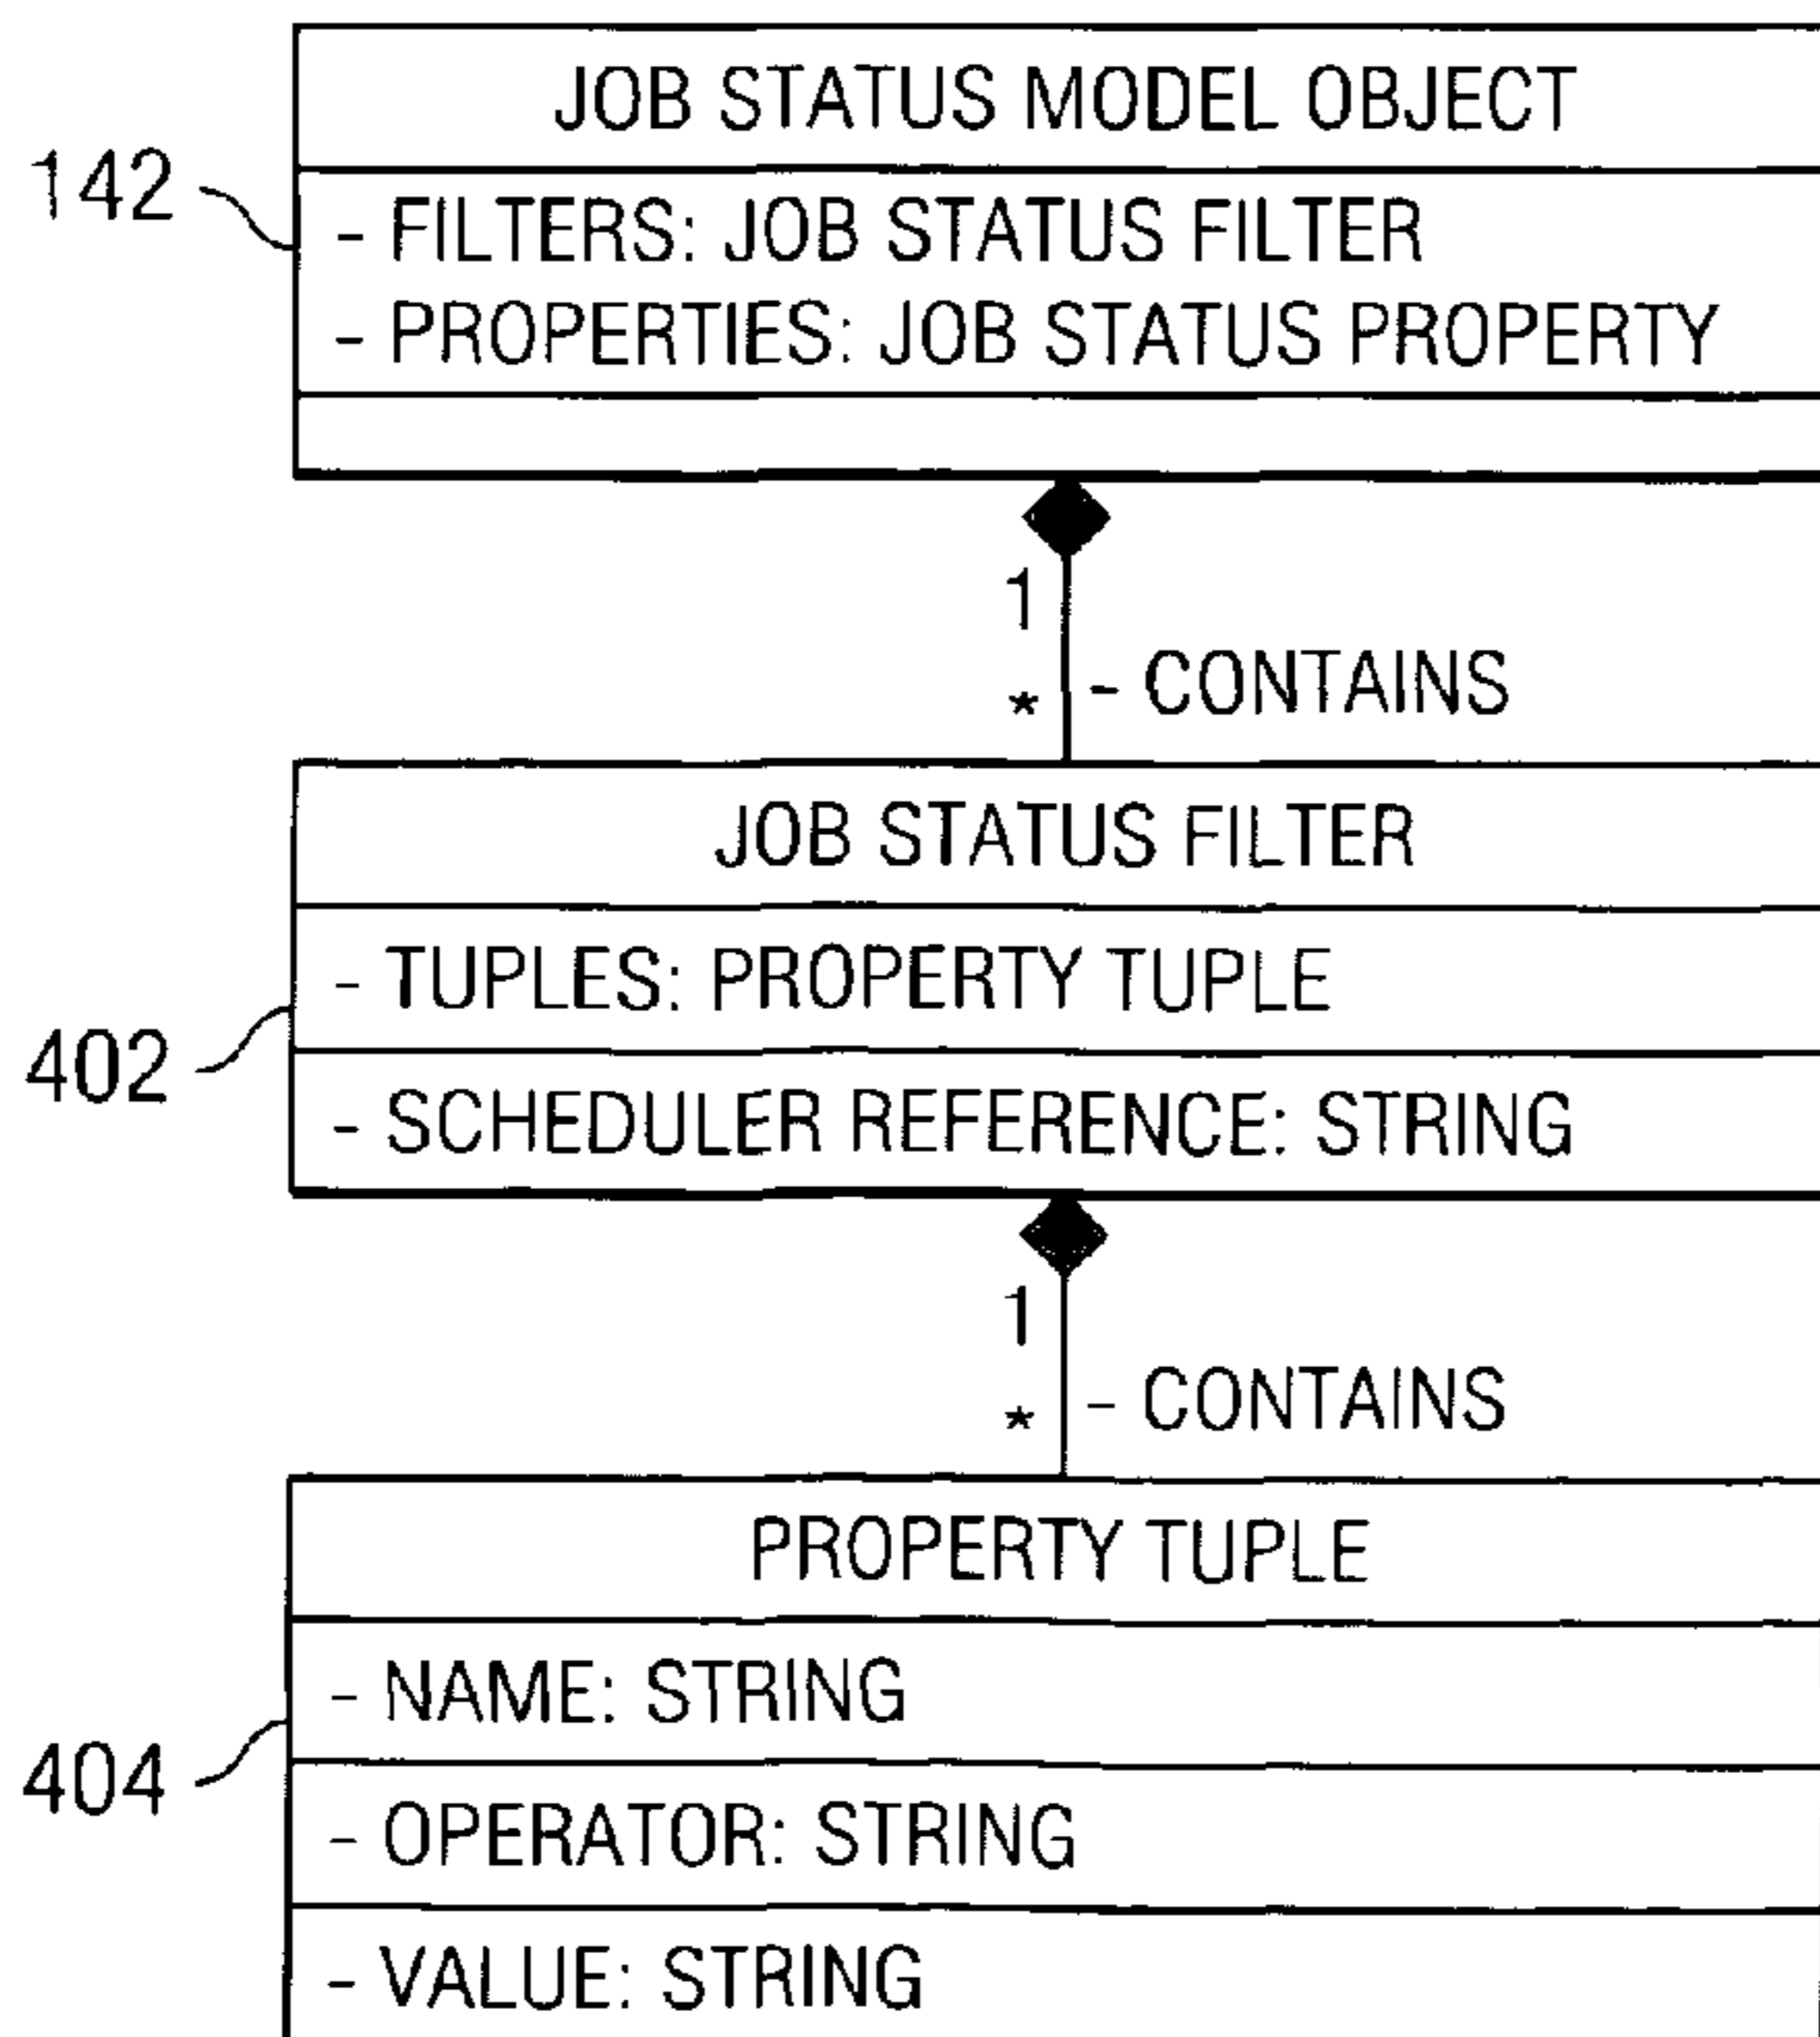 JOB STATUS MODEL OBJECT
142
- FILTERS: JOB STATUS FILTER
- PROPERTIES: JOB STATUS PROPERTY
1
* - CONTAINS
JOB STATUS FILTER
- TUPLES: PROPERTY TUPLE
402
- SCHEDULER REFERENCE: STRING
1
* - CONTAINS
PROPERTY TUPLE
- NAME: STRING
404
- OPERATOR: STRING
- VALUE: STRING